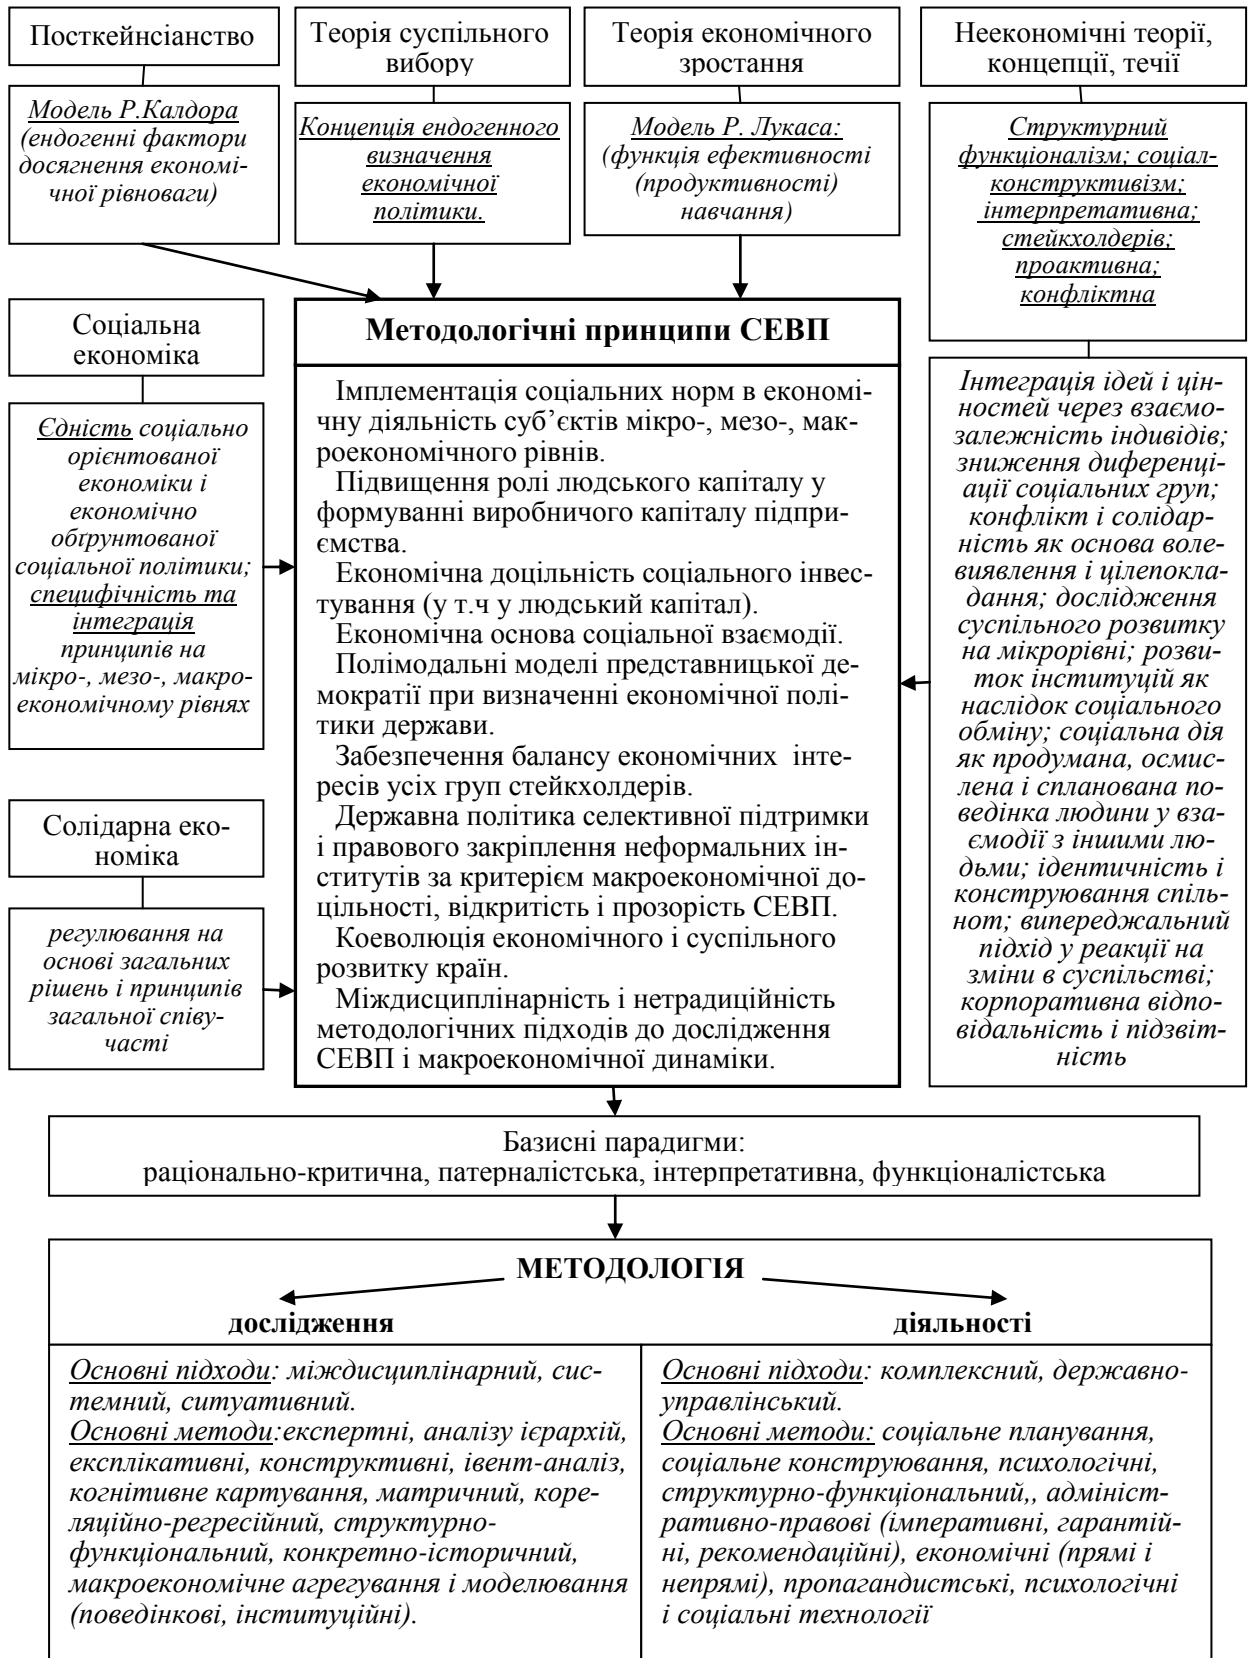 Посткейнсіанство
Теорія суспільного
вибору
Теорія економічного
зростання
Неекономічні теорії,
концепції, течії
Модель Р.Калдора
(ендогенні фактори
досягнення економі-
чної рівноваги)
Концепція ендогенного
визначення
економічної
політики.
Модель Р. Лукаса:
(функція ефективності
(продуктивності)
навчання)
Структурний
функціоналізм; соціал-
конструктивізм;
інтерпретативна;
стейкхолдерів;
проактивна;
конфліктна
Соціальна
економіка
Єдність соціально
орієнтованої
економіки і
економічно
обґрунтованої
соціальної політики;
специфічність та
інтеграція
принципів на
мікро-, мезо-, макро-
економічному рівнях
Солідарна еко-
номіка
регулювання на
основі загальних
рішень і принципів
загальної співу-
часті
Методологічні принципи СЕВП
Імплементація соціальних норм в економі-
чну діяльність суб’єктів мікро-, мезо-, мак-
роекономічного рівнів.
Підвищення ролі людського капіталу у
формуванні виробничого капіталу підпри-
ємства.
Економічна доцільність соціального інвес-
тування (у т.ч у людський капітал).
Економічна основа соціальної взаємодії.
Полімодальні моделі представницької де-
мократії при визначенні економічної полі-
тики держави.
Забезпечення балансу економічних інте-
ресів усіх груп стейкхолдерів.
Державна політика селективної підтримки
і правового закріплення неформальних ін-
ститутів за критерієм макроекономічної до-
цільності, відкритість і прозорість СЕВП.
Коеволюція економічного і суспільного
розвитку країн.
Міждисциплінарність і нетрадиційність
методологічних підходів до дослідження
СЕВП і макроекономічної динаміки.
Інтеграція ідей і цін-
ностей через взаємо-
залежність індивідів;
зниження диференці-
ації соціальних груп;
конфлікт і солідар-
ність як основа воле-
виявлення і цілепокла-
дання; дослідження
суспільного розвитку
на мікрорівні; розви-
ток інституцій як
наслідок соціального
обміну; соціальна дія
як продумана, осмис-
лена і спланована по-
ведінка людини у вза-
ємодії з іншими лю-
дьми; ідентичність і
конструювання спіль-
нот; випереджальний
підхід у реакції на
зміни в суспільстві;
корпоративна відпо-
відальність і підзвіт-
ність
Базисні парадигми:
раціонально-критична, патерналістська, інтерпретативна, функціоналістська
МЕТОДОЛОГІЯ
дослідження
діяльності
Основні підходи: міждисциплінарний, сис-
темний, ситуативний.
Основні методи:експертні, аналізу ієрархій,
експлікативні, конструктивні, івент-аналіз,
когнітивне картування, матричний, коре-
ляційно-регресійний, структурно-
функціональний, конкретно-історичний,
макроекономічне агрегування і моделювання
(поведінкові, інституційні).
Основні підходи: комплексний, державно-
управлінський.
Основні методи: соціальне планування,
соціальне конструювання, психологічні,
структурно-функціональний,, адмініст-
ративно-правові (імперативні, гарантій-
ні, рекомендаційні), економічні (прямі і
непрямі), пропагандистські, психологічні
і соціальні технології